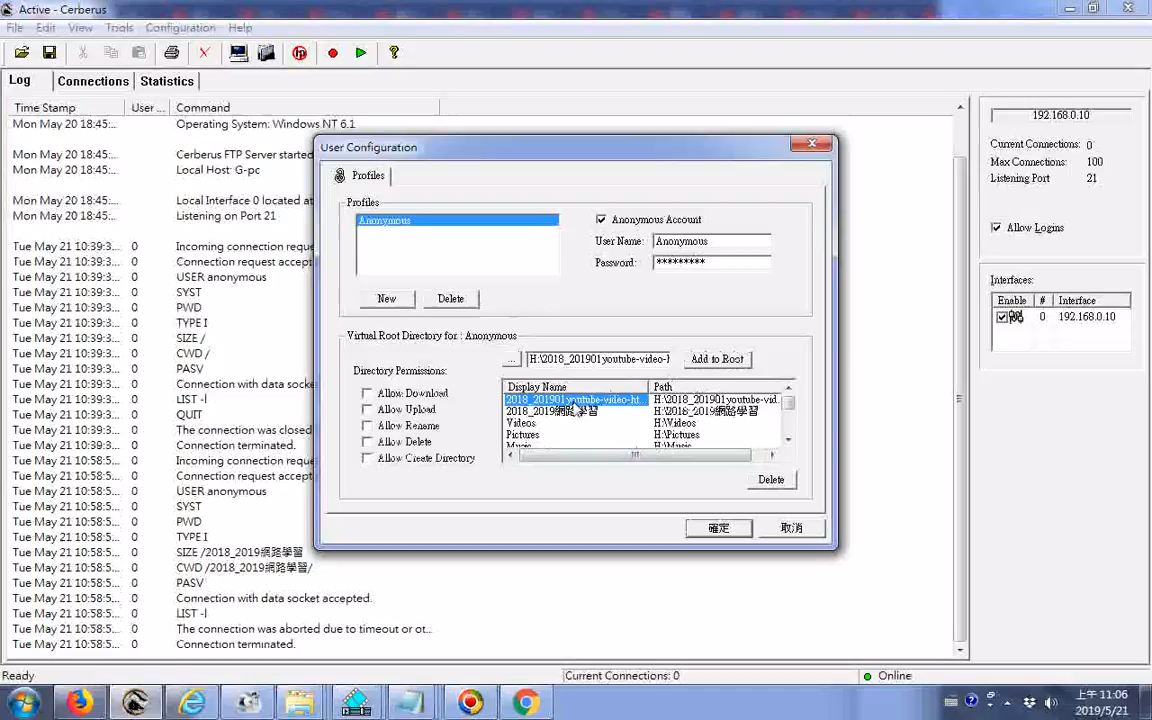 Active - Cerberus
File Edit View Tools Configuration Help
Log Connections Statistics
Time Stamp User ... Command
Mon May 20 18:45:... Operating System: Windows NT 6.1
Mon May 20 18:45:... Cerberus FTP Server started
Mon May 20 18:45:... Local Host: G-pc
Mon May 20 18:45:... Local Interface 0 located at
Mon May 20 18:45:... Listening on Port 21
Tue May 21 10:39:3... 0 Incoming connection reque
Tue May 21 10:39:3... 0 Connection request accept
Tue May 21 10:39:3... 0 USER anonymous
Tue May 21 10:39:3... 0 SYST
Tue May 21 10:39:3... 0 PWD
Tue May 21 10:39:3... 0 TYPE I
Tue May 21 10:39:3... 0 SIZE /
Tue May 21 10:39:3... 0 CWD /
Tue May 21 10:39:3... 0 PASV
Tue May 21 10:39:3... 0 Connection with data socke
Tue May 21 10:39:3... 0 LIST -l
Tue May 21 10:39:3... 0 QUIT
Tue May 21 10:39:3... 0 The connection was closed
Tue May 21 10:39:3... 0 Connection terminated.
Tue May 21 10:58:5... 0 Incoming connection reque
Tue May 21 10:58:5... 0 Connection request accept
Tue May 21 10:58:5... 0 USER anonymous
Tue May 21 10:58:5... 0 SYST
Tue May 21 10:58:5... 0 PWD
Tue May 21 10:58:5... 0 TYPE I
Tue May 21 10:58:5... 0 SIZE /2018_2019網路學習
Tue May 21 10:58:5... 0 CWD /2018_2019網路學習/
Tue May 21 10:58:5... 0 PASV
Tue May 21 10:58:5... 0 Connection with data socket accepted.
Tue May 21 10:58:5... 0 LIST -l
Tue May 21 10:58:5... 0 The connection was aborted due to timeout or ot...
Tue May 21 10:58:5... 0 Connection terminated.
User Configuration
Profiles
Profiles
Anonymous
Anonymous Account
User Name: Anonymous
Password: *********
New Delete
Virtual Root Directory for : Anonymous
... H:\2018_201901youtube-video-h Add to Root
Directory Permissions:
Allow Download
Allow Upload
Allow Rename
Allow Delete
Allow Create Directory
Display Name Path
2018_201901youtube-video-ht... H:\2018_201901youtube-vid...
2018_2019網路學習 H:\2018_2019網路學習
Videos H:\Videos
Pictures H:\Pictures
Music H:\Music
Delete
確定 取消
192.168.0.10
Current Connections: 0
Max Connections: 100
Listening Port 21
Allow Logins
Interfaces:
Enable # Interface
0 192.168.0.10
Ready Current Connections: 0 Online
上午 11:06
2019/5/21